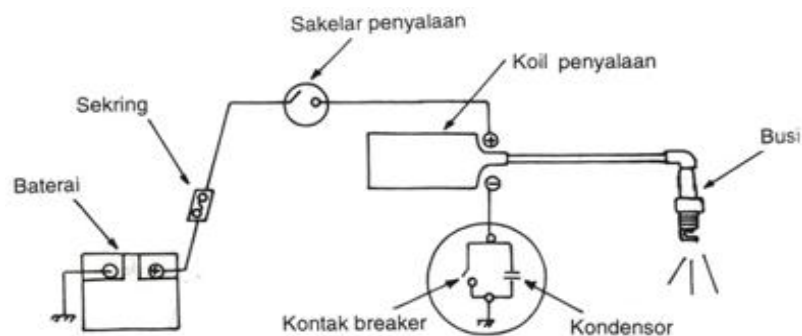 Sakelar penyalaan
Koil penyalaan
Sekring
Busi
Baterai
Kontak breaker
Kondensor